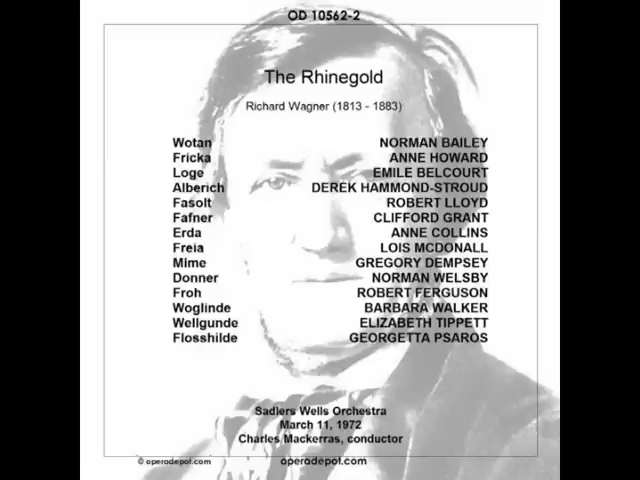 OD 10562-2
The Rhinegold
Richard Wagner (1813 - 1883)
Wotan NORMAN BAILEY
Fricka ANNE HOWARD
Loge EMILE BELCOURT
Alberich DEREK HAMMOND-STROUD
Fasolt ROBERT LLOYD
Fafner CLIFFORD GRANT
Erda ANNE COLLINS
Freia LOIS MCDONALL
Mime GREGORY DEMPSEY
Donner NORMAN WELSBY
Froh ROBERT FERGUSON
Woglinde BARBARA WALKER
Wellgunde ELIZABETH TIPPETT
Flosshilde GEORGETTA PSAROS
Sadlers Wells Orchestra
March 11, 1972
Charles Mackerras, conductor
© operadepot.com operadepot.com